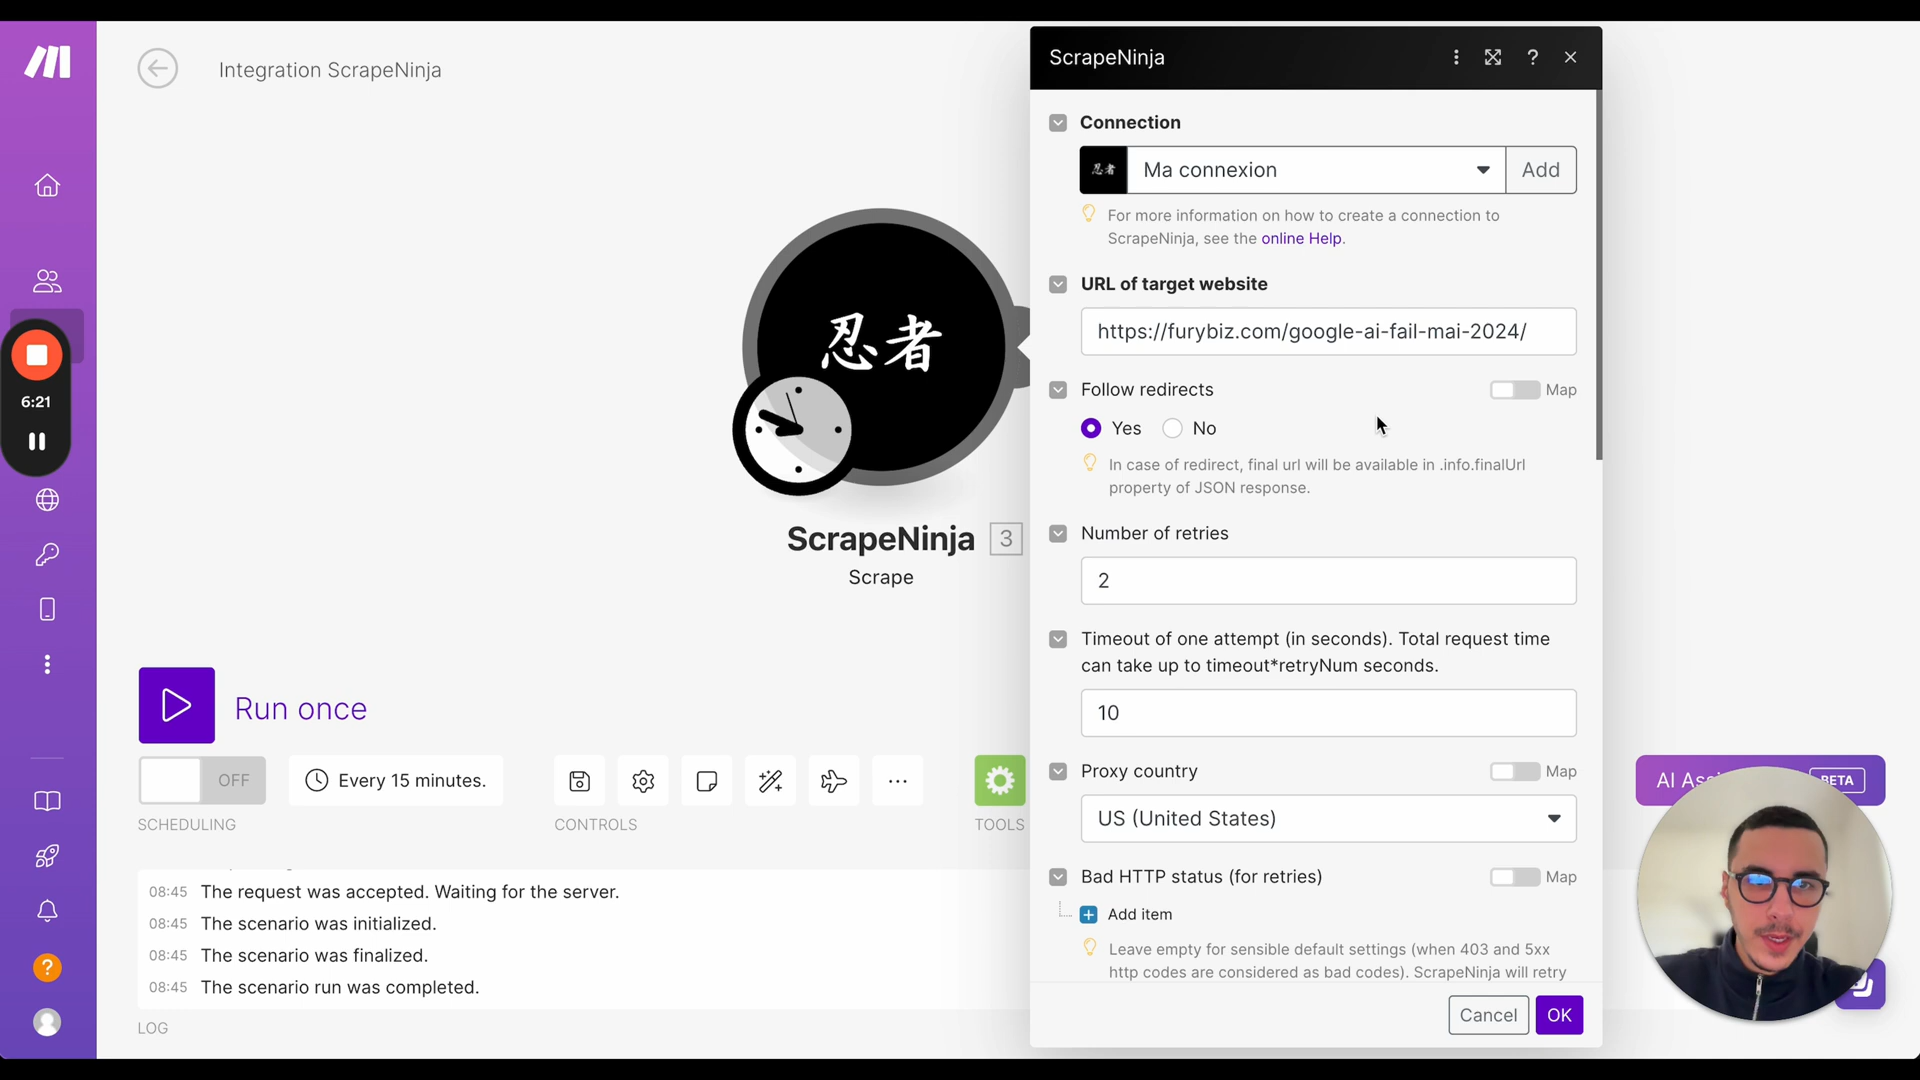 Integration ScrapeNinja
6:21
忍者
ScrapeNinja 3
Scrape
Run once
OFF
Every 15 minutes.
SCHEDULING
CONTROLS
TOOLS
08:45 The request was accepted. Waiting for the server.
08:45 The scenario was initialized.
08:45 The scenario was finalized.
08:45 The scenario run was completed.
LOG
ScrapeNinja
?
Connection
忍者 Ma connexion Add
For more information on how to create a connection to
ScrapeNinja, see the online Help.
URL of target website
https://furybiz.com/google-ai-fail-mai-2024/
Follow redirects Map
Yes No
In case of redirect, final url will be available in .info.finalUrl
property of JSON response.
Number of retries
2
Timeout of one attempt (in seconds). Total request time
can take up to timeout*retryNum seconds.
10
Proxy country Map
US (United States)
Bad HTTP status (for retries) Map
Add item
Leave empty for sensible default settings (when 403 and 5xx
http codes are considered as bad codes). ScrapeNinja will retry
Cancel OK
AI BETA
?